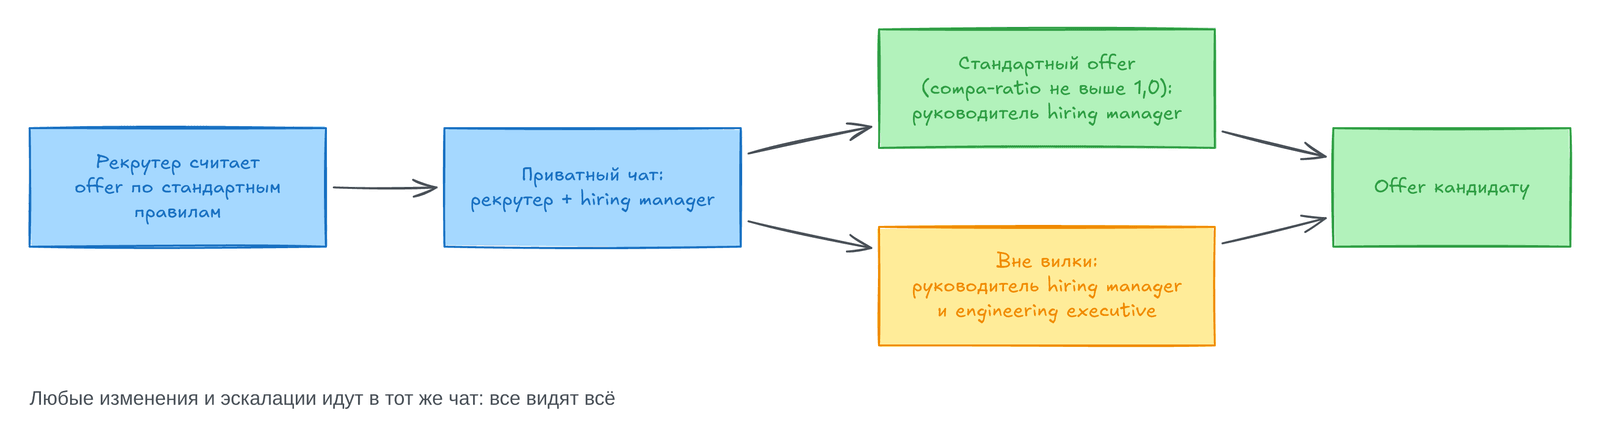 Рекрутер считает
offer по стандартным
правилам
Приватный чат:
рекрутер + hiring manager
Стандартный offer
(compa-ratio не выше 1,0):
руководитель hiring manager
Вне вилки:
руководитель hiring manager
и engineering executive
Offer кандидату
Любые изменения и эскалации идут в тот же чат: все видят всё